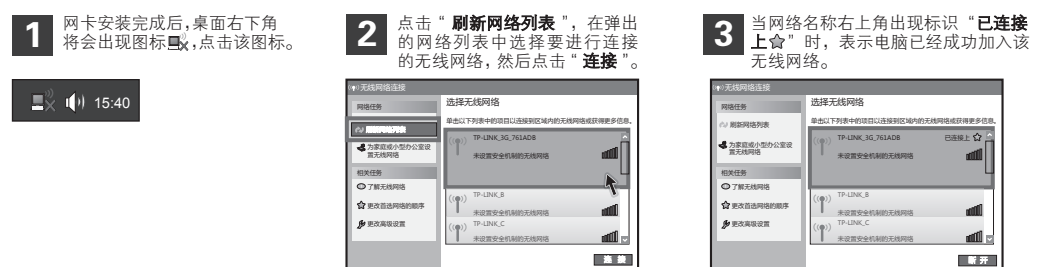 1
网卡安装完成后,桌面右下角
将会出现图标,点击该图标。
15:40
2
点击“刷新网络列表”，在弹出
的网络列表中选择要进行连接
的无线网络，然后点击“连接”。
无线网络连接
网络任务
刷新网络列表
为家庭或小型办公室设
置无线网络
相关任务
了解无线网络
更改首选网络的顺序
更改高级设置
选择无线网络
单击以下列表中的项目以连接到区域内的无线网络或获得更多信息。
TP-LINK_3G_761ADB
未设置安全机制的无线网络
TP-LINK_B
未设置安全机制的无线网络
TP-LINK_C
未设置安全机制的无线网络
连 接
3
当网络名称右上角出现标识“已连接
上☆”时，表示电脑已经成功加入该
无线网络。
无线网络连接
网络任务
刷新网络列表
为家庭或小型办公室设
置无线网络
相关任务
了解无线网络
更改首选网络的顺序
更改高级设置
选择无线网络
单击以下列表中的项目以连接到区域内的无线网络或获得更多信息。
TP-LINK_3G_761ADB 已连接上 ☆
未设置安全机制的无线网络
TP-LINK_B
未设置安全机制的无线网络
TP-LINK_C
未设置安全机制的无线网络
断 开